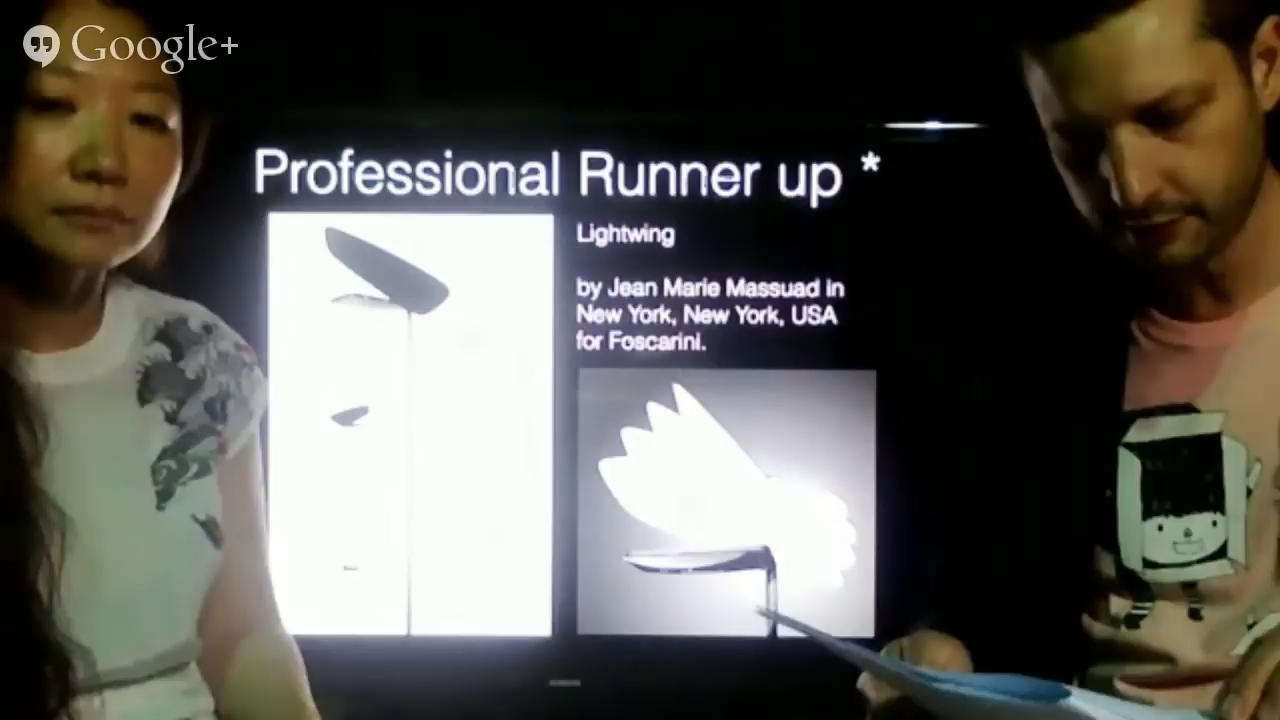 Google+
Professional Runner up *
Lightwing
by Jean Marie Massuad in
New York, New York, USA
for Foscarini.